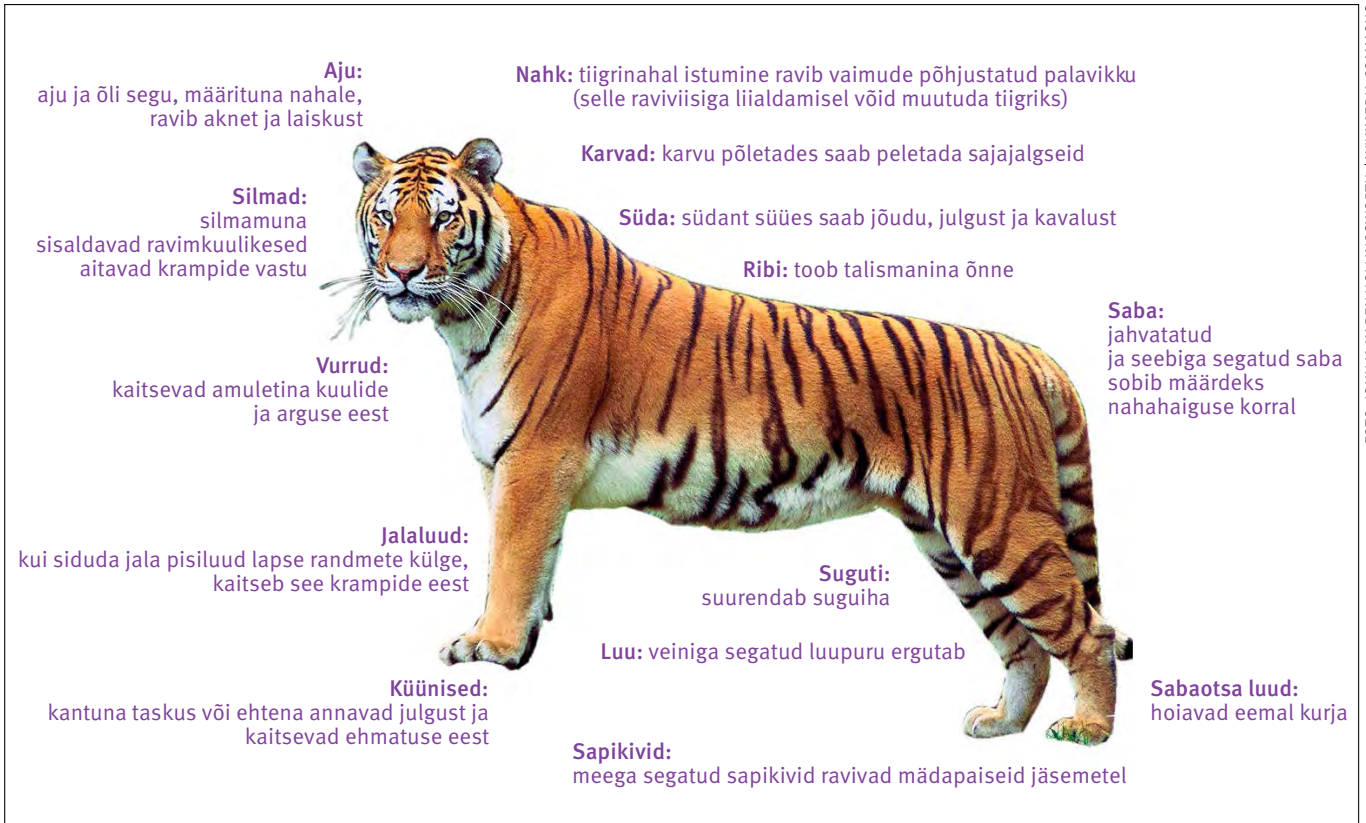 Aju:
aju ja õli segu, määrituna nahale,
ravib aknet ja laiskust
Nahk: tiigrinahal istumine ravib vaimude põhjustatud palavikku
(selle raviviisiga liialdamisel võid muutuda tiigriks)
Karvad: karvu põletades saab peletada sajajalgseid
Silmad:
silmamuna
sisaldavad ravimkuulikesed
aitavad krampide vastu
Süda: südant süües saab jõudu, julgust ja kavalust
Ribi: toob talismanina õnne
Saba:
jahvatatud
ja seebiga segatud saba
sobib määrdeks
nahahaiguse korral
Vurrud:
kaitsevad amuletina kuulide
ja arguse eest
Jalaluud:
kui siduda jala pisiluud lapse randmete külge,
kaitseb see krampide eest
Suguti:
suurendab suguiha
Luu: veiniga segatud luupuru ergutab
Küünised:
kantuna taskus või ehtena annavad julgust ja
kaitsevad ehmatuse eest
Sabaotsa luud:
hoiavad eemal kurja
Sapikivid:
meega segatud sapikivid ravivad mädapaiseid jäsemetel